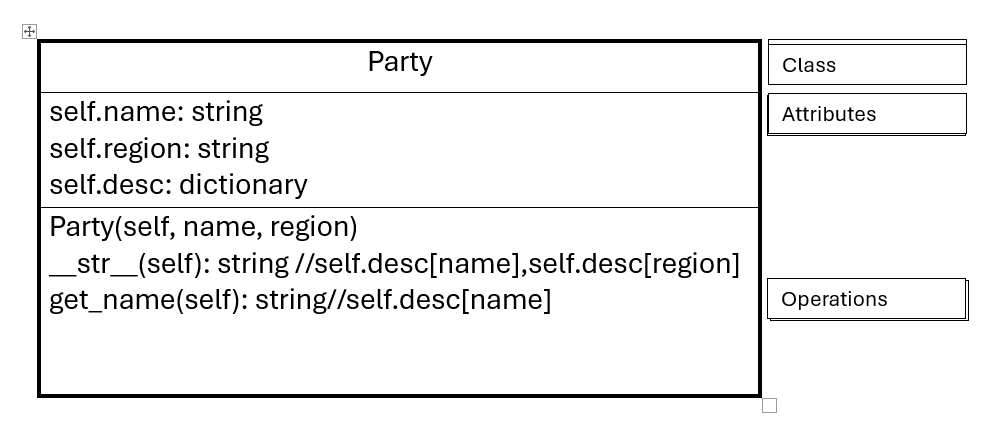 Party
Class
self.name: string
Attributes
self.region: string
self.desc: dictionary
Party(self, name, region)
__str__(self): string //self.desc[name],self.desc[region]
get_name(self): string//self.desc[name]
Operations